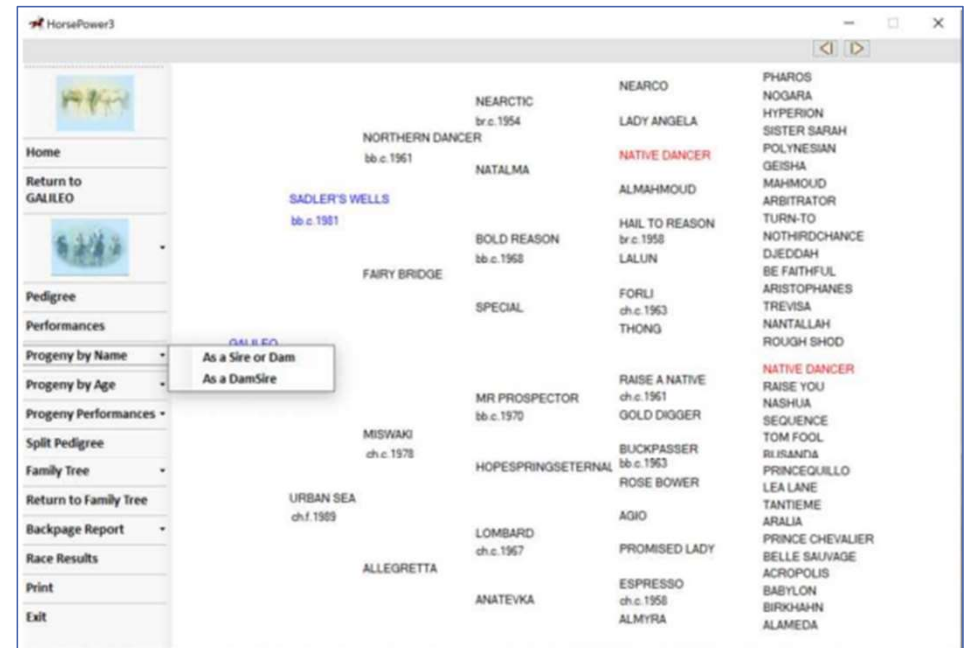 HorsePower3
Home
Return to
GALILEO
Pedigree
Performances
Progeny by Name
Progeny by Age
Progeny Performances
Split Pedigree
Family Tree
Return to Family Tree
Backpage Report
Race Results
Print
Exit
As a Sire or Dam
As a DamSire
GALILEO
SADLER'S WELLS
bb.c.1981
URBAN SEA
ch.f.1989
NORTHERN DANCER
bb.c.1961
FAIRY BRIDGE
MISWAKI
ch.c.1978
ALLEGRETTA
NEARCTIC
br.c.1954
NATALMA
BOLD REASON
bb.c.1968
SPECIAL
MR PROSPECTOR
bb.c.1970
HOPESPRINGSETERNAL
LOMBARD
ch.c.1967
ANATEVKA
NEARCO
LADY ANGELA
NATIVE DANCER
ALMAHMOUD
HAIL TO REASON
br.c.1958
LALUN
FORLI
ch.c.1963
THONG
RAISE A NATIVE
ch.c.1961
GOLD DIGGER
BUCKPASSER
bb.c.1963
ROSE BOWER
AGIO
PROMISED LADY
ESPRESSO
ch.c.1958
ALMYRA
PHAROS
NOGARA
HYPERION
SISTER SARAH
POLYNESIAN
GEISHA
MAHMOUD
ARBITRATOR
TURN-TO
NOTHIRDCHANCE
DJEDDAH
BE FAITHFUL
ARISTOPHANES
TREVISA
NANTALLAH
ROUGH SHOD
NATIVE DANCER
RAISE YOU
NASHUA
SEQUENCE
TOM FOOL
BUSANDA
PRINCEQUILLO
LEA LANE
TANTIEME
ARALIA
PRINCE CHEVALIER
BELLE SAUVAGE
ACROPOLIS
BABYLON
BIRKHAHN
ALAMEDA